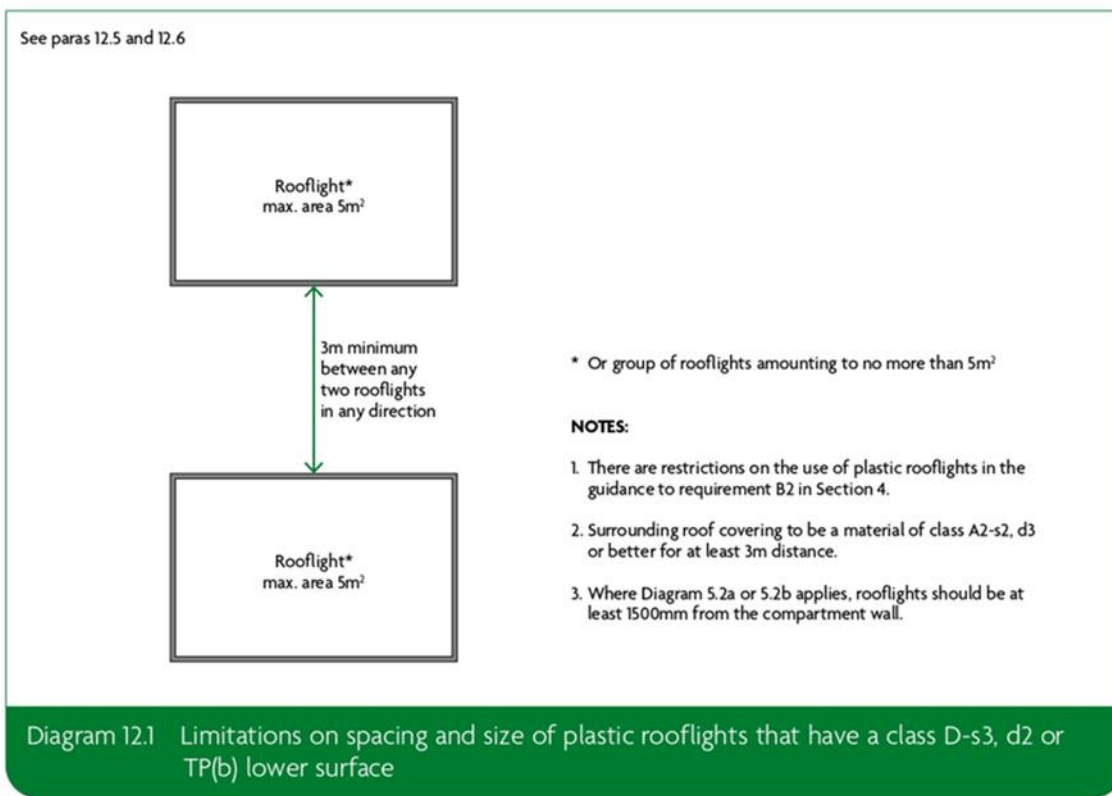 See paras 12.5 and 12.6
Rooflight*
max. area 5m²
3m minimum
between any
two rooflights
in any direction
Rooflight*
max. area 5m²
* Or group of rooflights amounting to no more than 5m²
NOTES:
1. There are restrictions on the use of plastic rooflights in the
guidance to requirement B2 in Section 4.
2. Surrounding roof covering to be a material of class A2-s2, d3
or better for at least 3m distance.
3. Where Diagram 5.2a or 5.2b applies, rooflights should be at
least 1500mm from the compartment wall.
Diagram 12.1 Limitations on spacing and size of plastic rooflights that have a class D-s3, d2 or
TP(b) lower surface